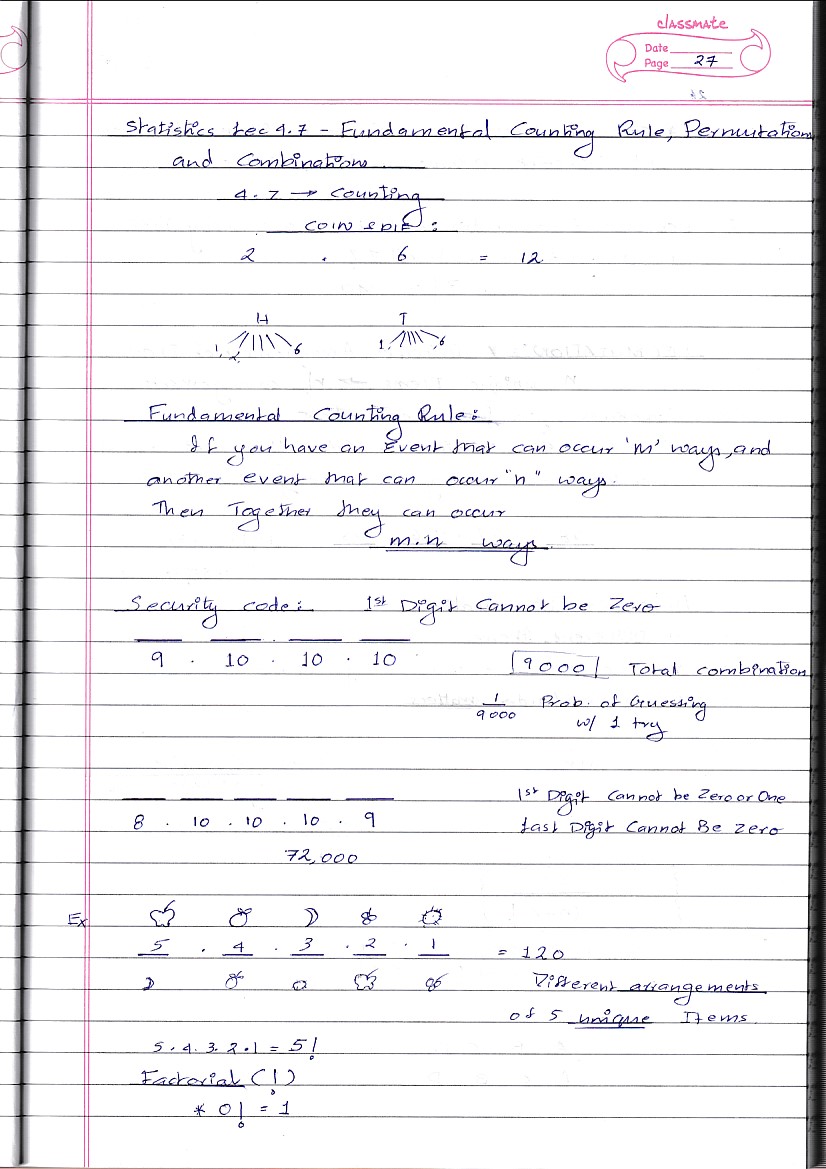 classmate
Date
Page 27
Statistics Lec 4.7 - Fundamental Counting Rule, Permutation
and Combination
4.7 → Counting
COIN & DIE:
2 . 6 = 12
H T
1, 2, 6 1, 6
Fundamental Counting Rule:
If you have an Event that can occur 'm' ways, and
another event that can occur "n" ways.
Then Together they can occur
m.n ways.
Security code: 1st Digit Cannot be Zero
9 . 10 . 10 . 10 9000 Total combination
1/9000 Prob. of Guessing
w/ 1 try
1st Digit Cannot be Zero or One
8 . 10 . 10 . 10 . 9 Last Digit Cannot Be Zero
72,000
Ex
5 . 4 . 3 . 2 . 1 = 120
Different arrangements
of 5 unique Items.
5.4.3.2.1 = 5!
Factorial (!)
* 0! = 1